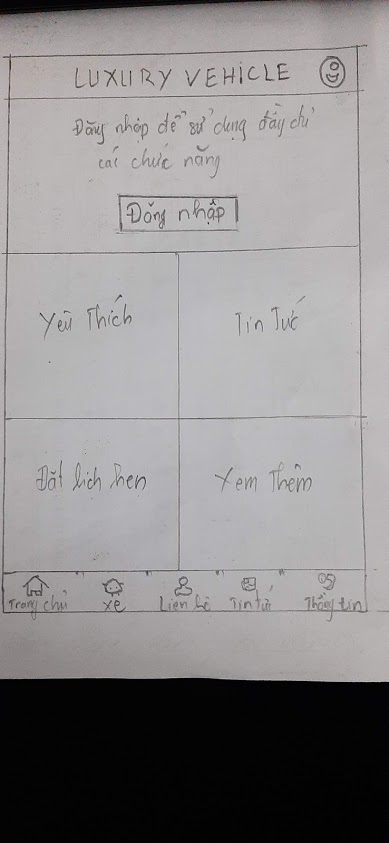 LUXURY VEHICLE
Đăng nhập để sử dụng đầy chủ
các chức năng
Đăng nhập
Yêu Thích
Tin Tức
Đặt lịch hẹn
Xem Thêm
Trang chủ xe Liên hệ Tin tức Thông tin